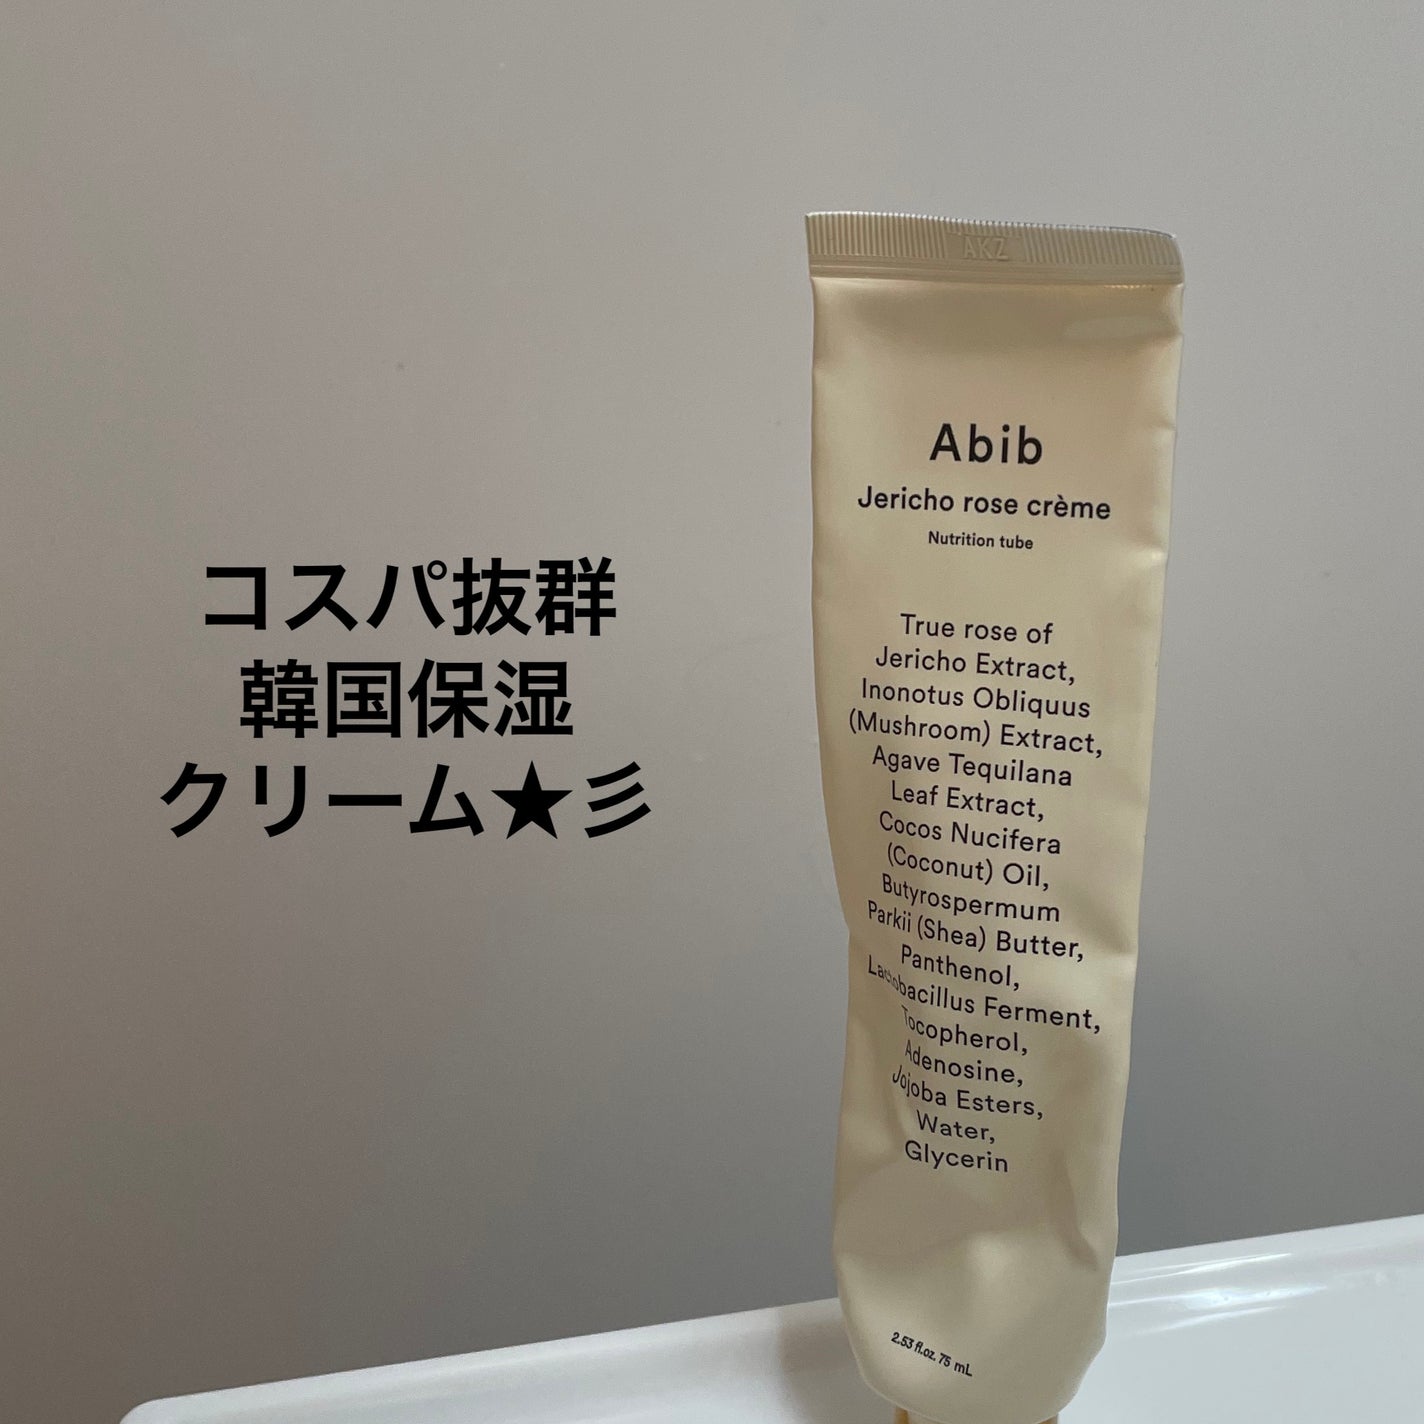 コスパ抜群
韓国保湿
クリーム★彡
AKZ
Abib
Jericho rose crème
Nutrition tube
True rose of
Jericho Extract,
Inonotus Obliquus
(Mushroom) Extract,
Agave Tequilana
Leaf Extract,
Cocos Nucifera
(Coconut) Oil,
Butyrospermum
Parkii (Shea) Butter,
Panthenol,
Lactobacillus Ferment,
Tocopherol,
Adenosine,
Jojoba Esters,
Water,
Glycerin
2.53 fl.oz. 75 mL